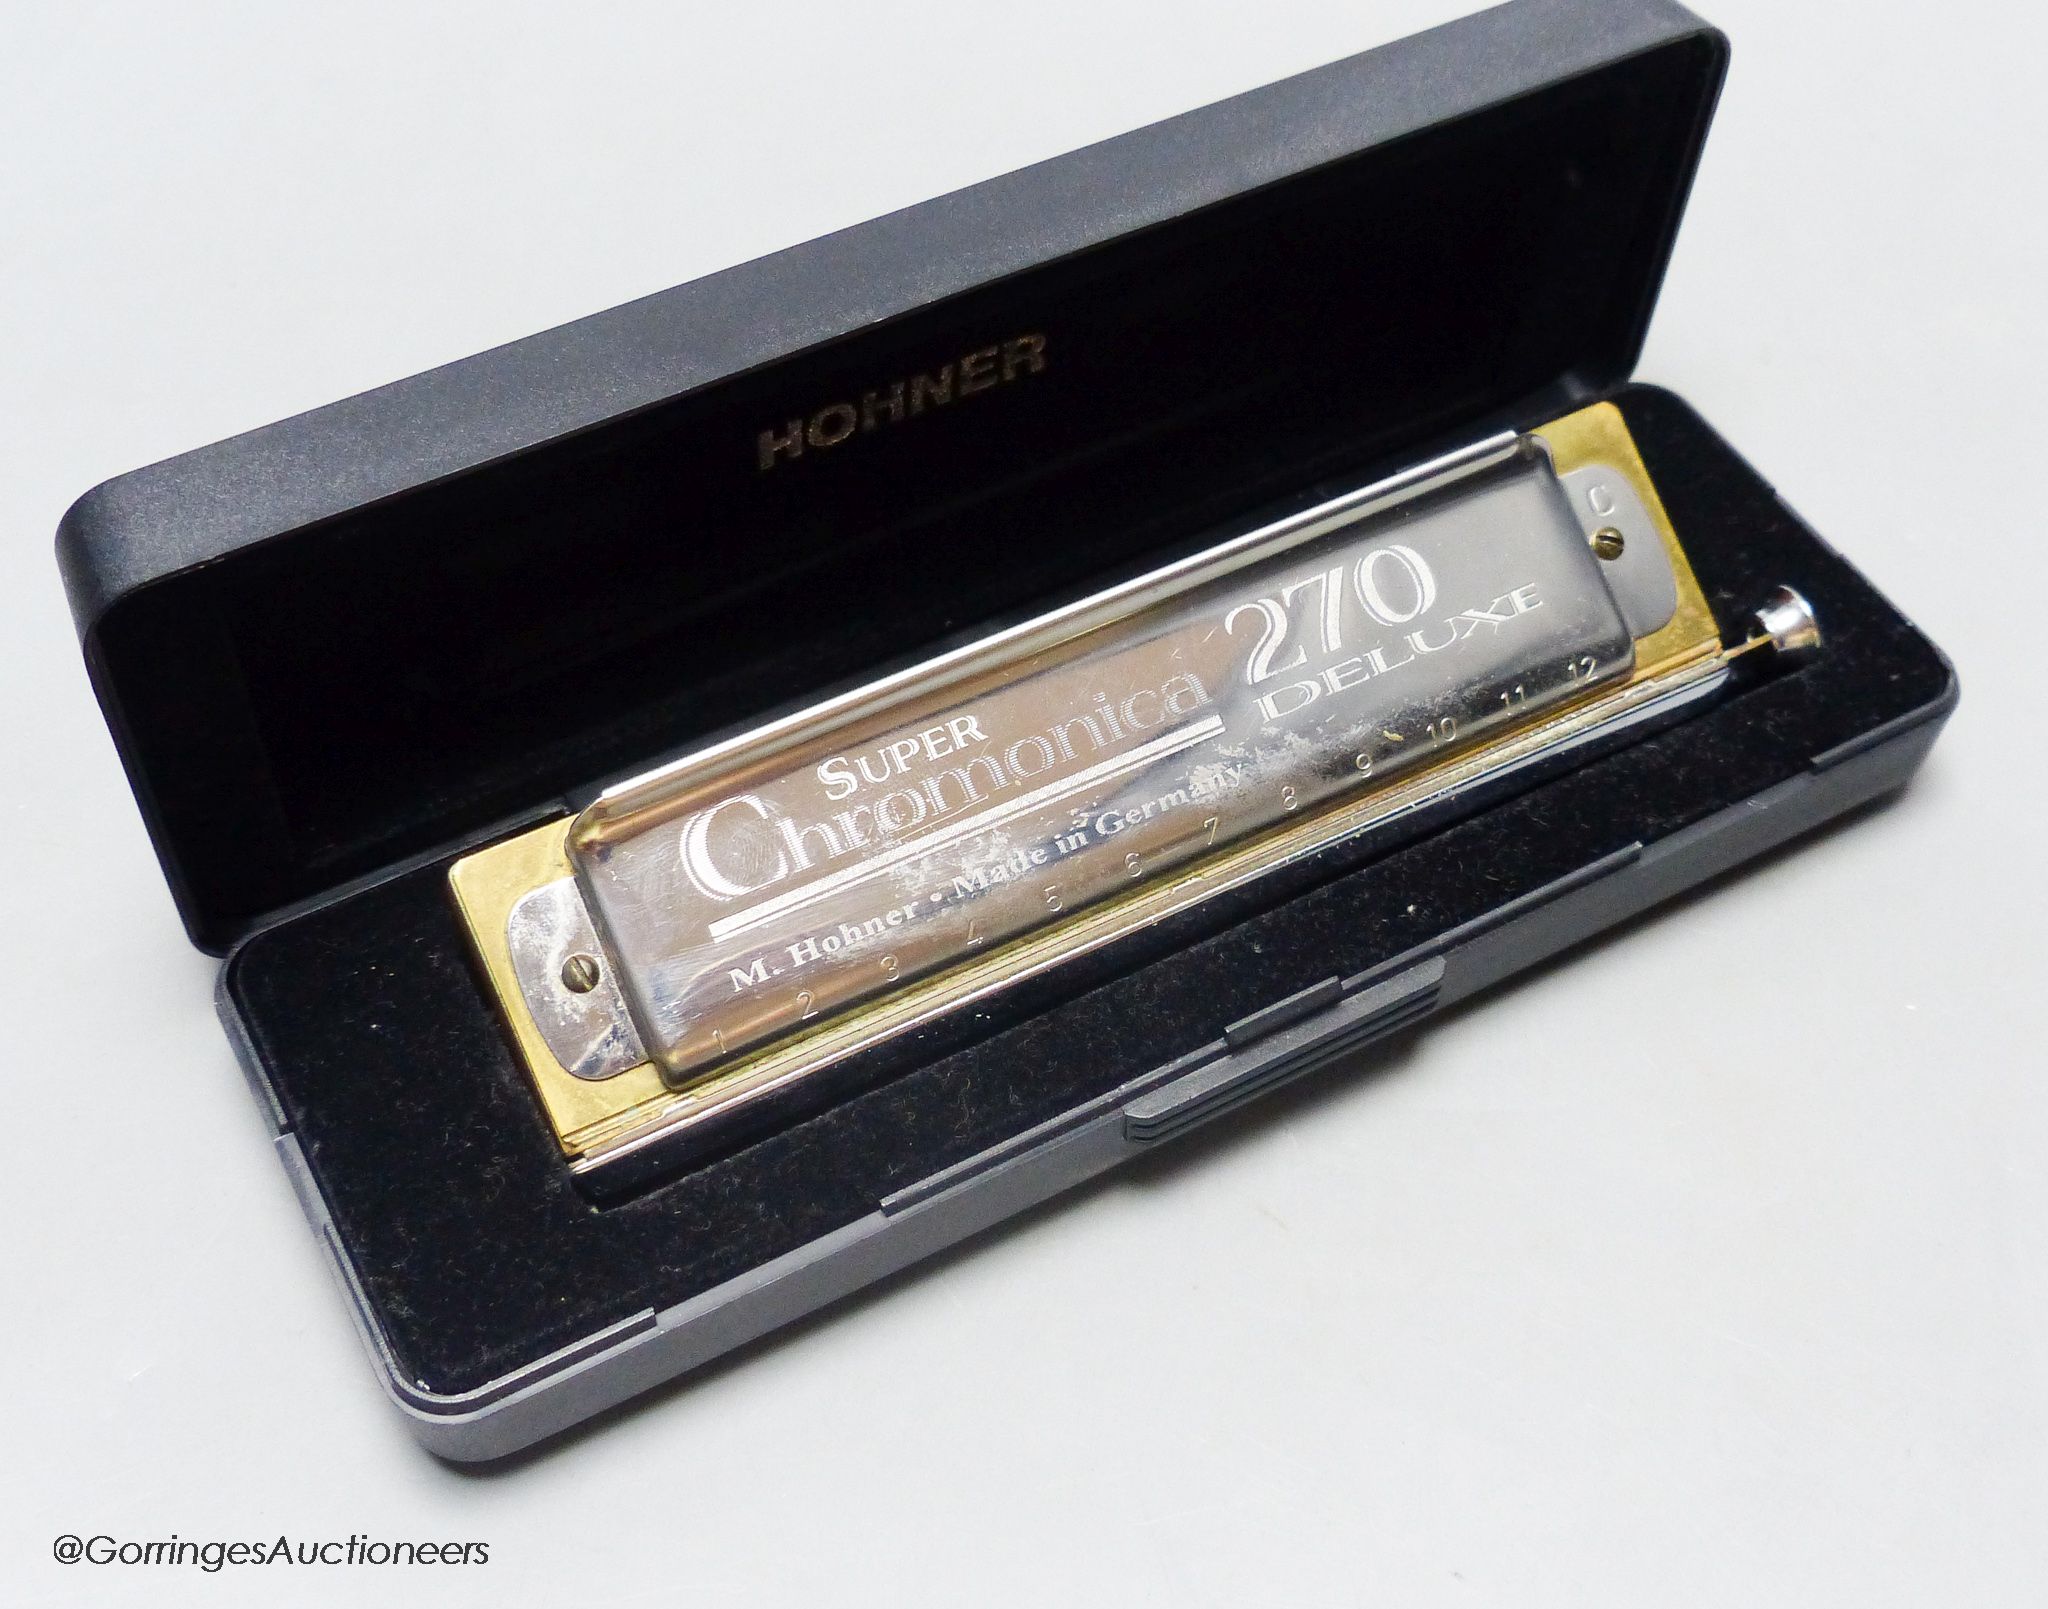 HOHNER
C
SUPER
Chromonica 270
DELUXE
M. Hohner • Made in Germany
1 2 3 4 5 6 7 8 9 10 11 12
@GorringesAuctioneers